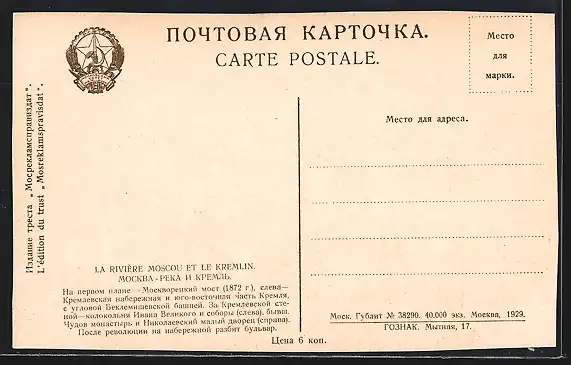 ПОЧТОВАЯ КАРТОЧКА.
CARTE POSTALE.
Место
для
марки.
Издание треста „Мосрекламсправиздат".
L'édition du trust „Mosreklamspravisdat".
Место для адреса.
LA RIVIÈRE MOSCOU ET LE KREMLIN.
МОСКВА-РЕКА И КРЕМЛЬ.
На первом плане -Москворецкий мост (1872 г.), слева—
Кремлевская набережная и юго-восточная часть Кремля,
с угловой Беклемишевской башней. За Кремлевской сте-
ной—колокольня Ивана Великого и соборы (слева), бывш.
Чудов монастырь и Николаевский малый дворец (справа).
После революции на набережной разбит бульвар.
Цена 6 коп.
Моск. Гублит № 38290. 40.000 экз. Москва, 1929.
ГОЗНАК. Мытная, 17.